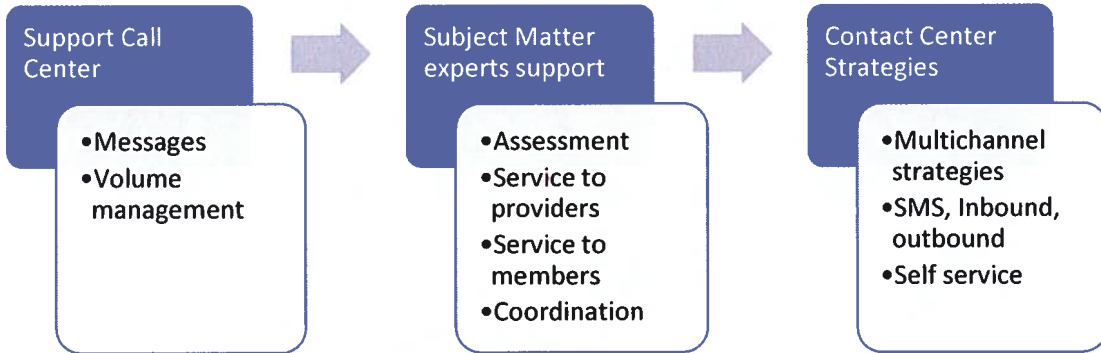 Support Call
Center
•Messages
•Volume
management
Subject Matter
experts support
•Assessment
•Service to
providers
•Service to
members
•Coordination
Contact Center
Strategies
•Multichannel
strategies
•SMS, Inbound,
outbound
•Self service